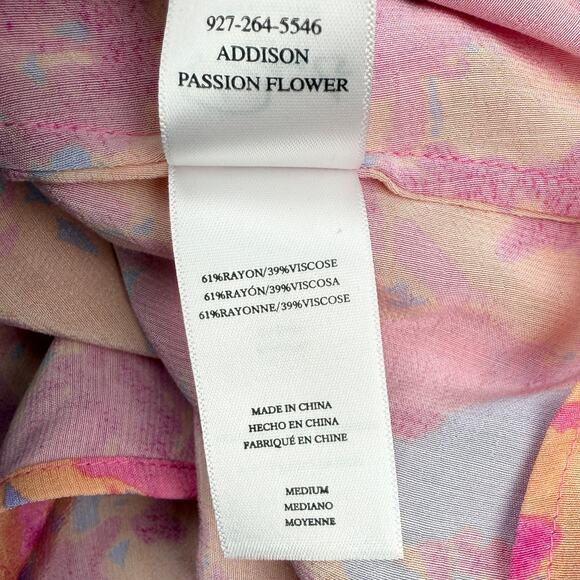 927-264-5546
ADDISON
PASSION FLOWER
61%RAYON/39%VISCOSE
61%RAYÓN/39%VISCOSA
61%RAYONNE/39%VISCOSE
MADE IN CHINA
HECHO EN CHINA
FABRIQUÉ EN CHINE
MEDIUM
MEDIANO
MOYENNE